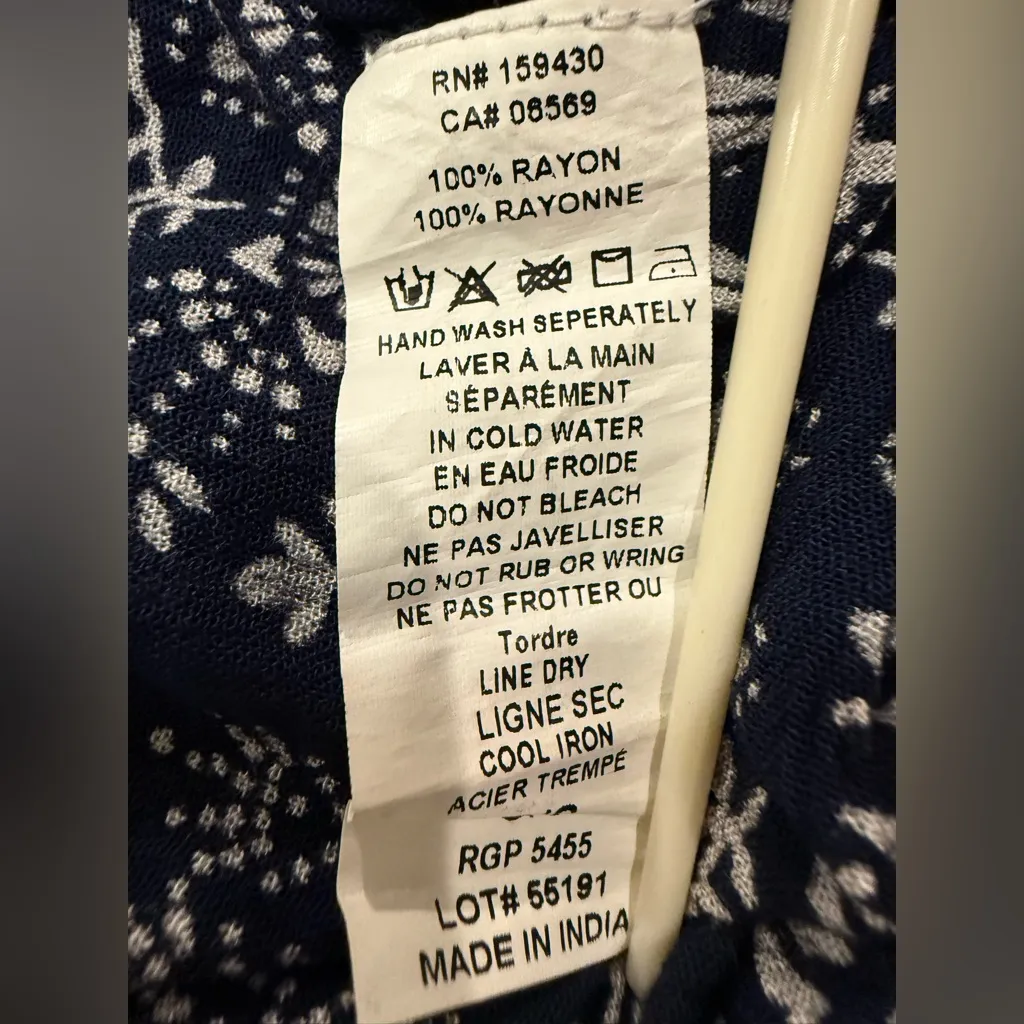 RN# 159430
CA# 06569
100% RAYON
100% RAYONNE
HAND WASH SEPERATELY
LAVER À LA MAIN
SÉPARÉMENT
IN COLD WATER
EN EAU FROIDE
DO NOT BLEACH
NE PAS JAVELLISER
DO NOT RUB OR WRING
NE PAS FROTTER OU
Tordre
LINE DRY
LIGNE SEC
COOL IRON
ACIER TREMPÉ
RGP 5455
LOT# 55191
MADE IN INDIA